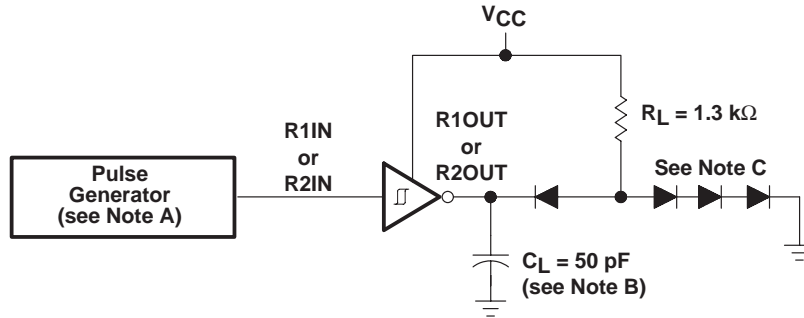 VCC
R1IN
or
R2IN
R1OUT
or
R2OUT
RL = 1.3 kΩ
Pulse
Generator
(see Note A)
See Note C
CL = 50 pF
(see Note B)